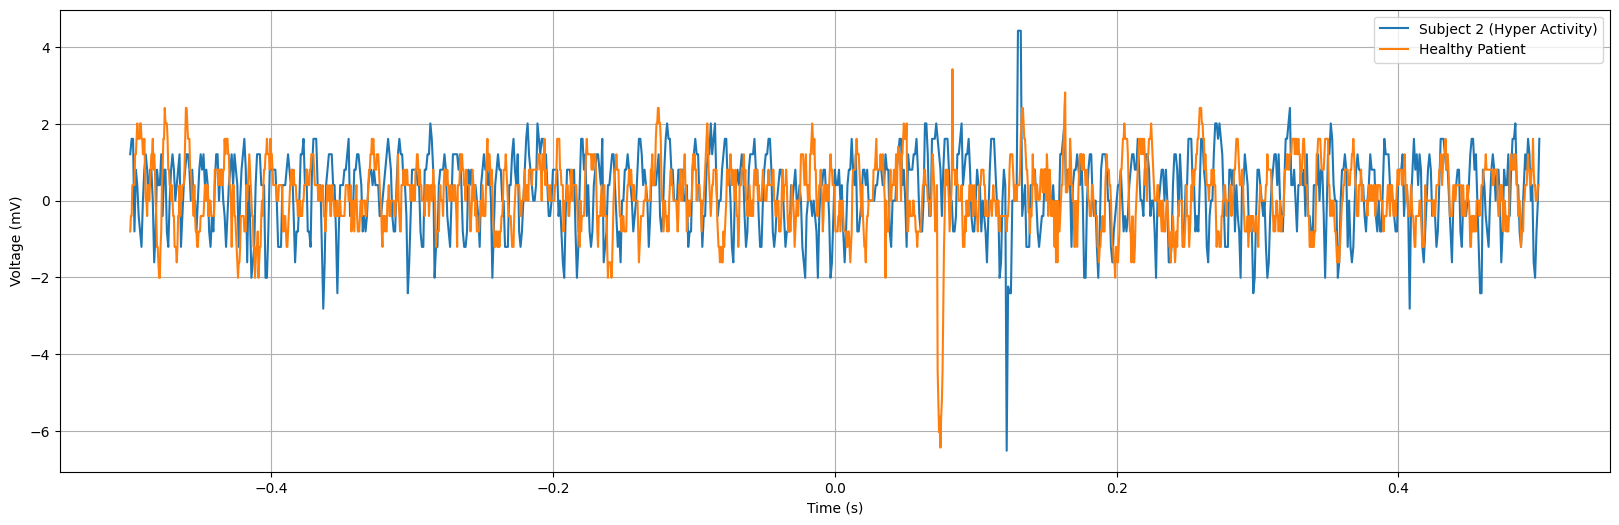 Subject 2 (Hyper Activity)
Healthy Patient
Voltage (mV)
4
2
0
−2
−4
−6
−0.4 −0.2 0.0 0.2 0.4
Time (s)